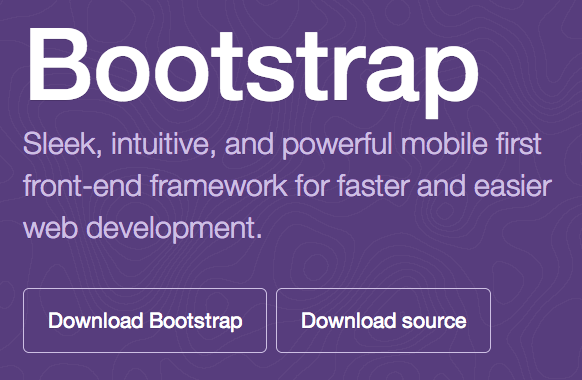 Bootstrap
Sleek, intuitive, and powerful mobile first
front-end framework for faster and easier
web development.
Download Bootstrap
Download source